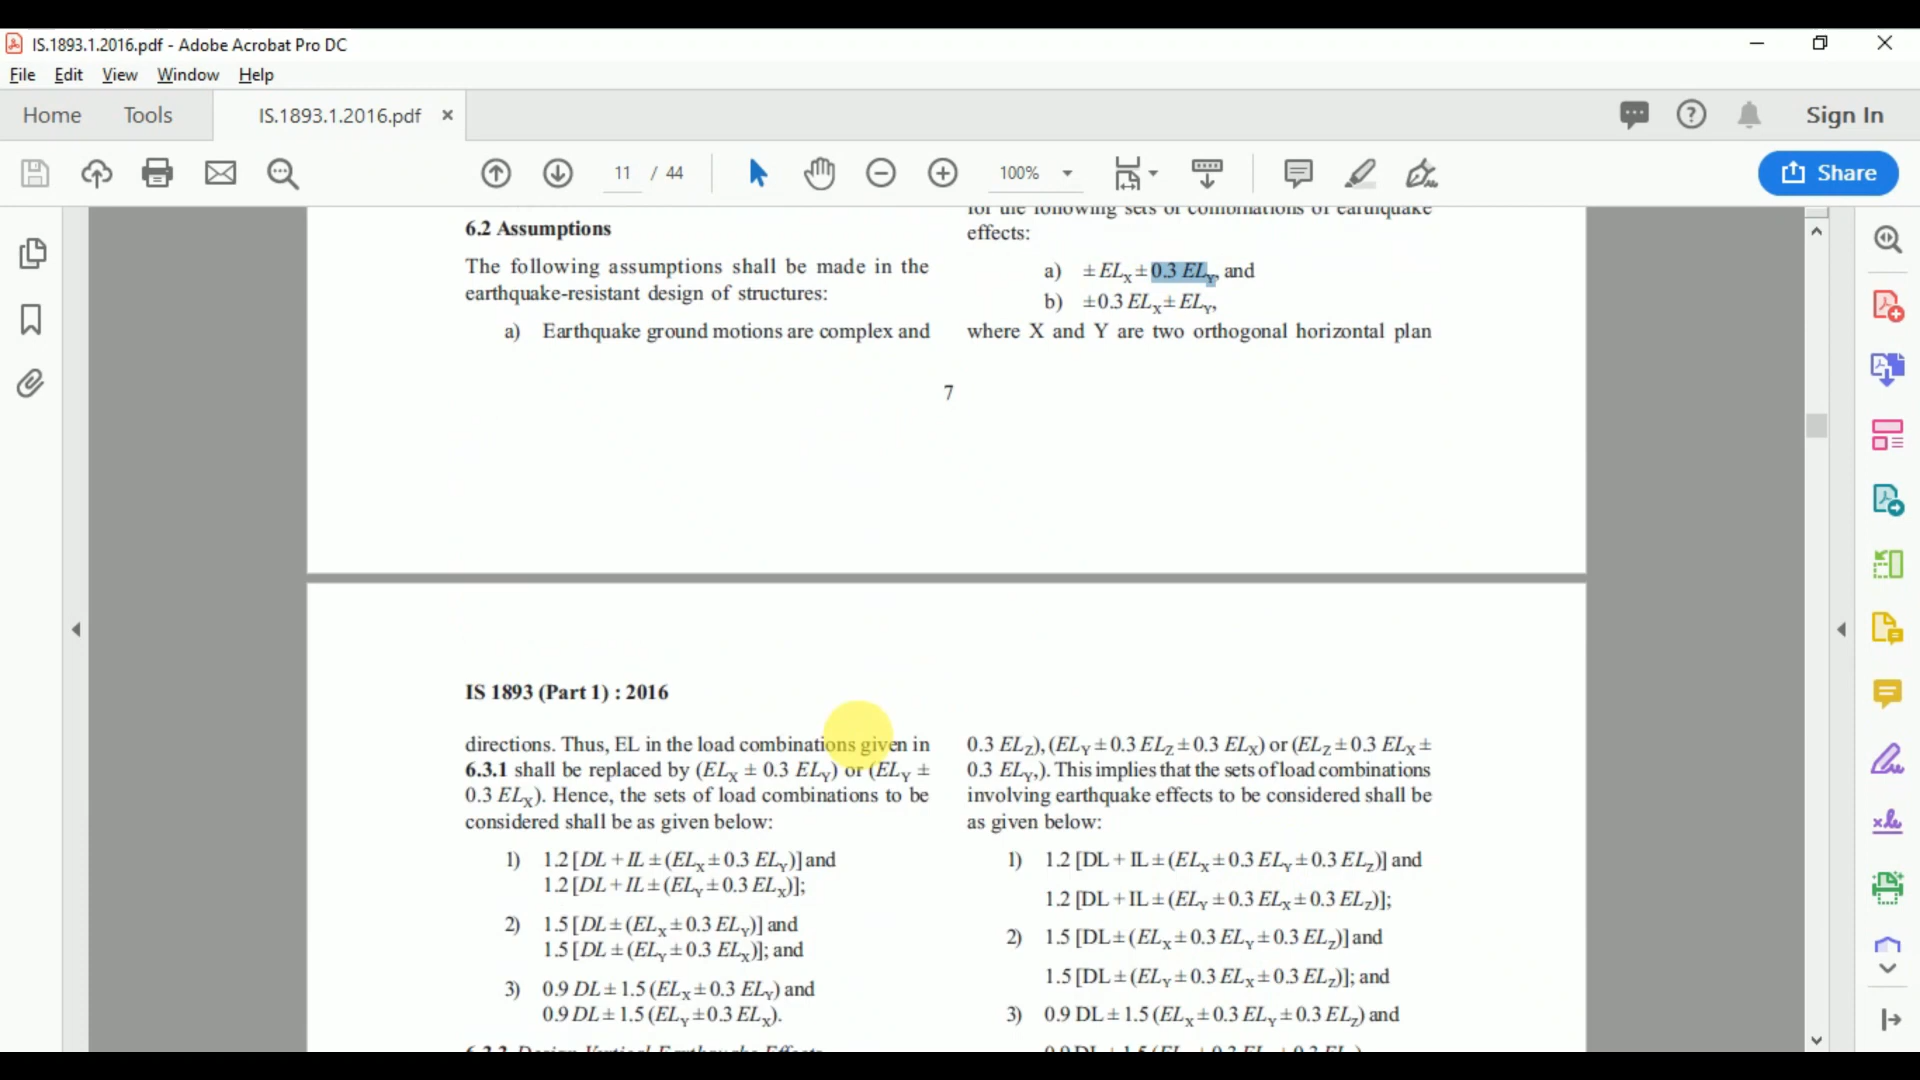 IS.1893.1.2016.pdf - Adobe Acrobat Pro DC
File Edit View Window Help
Home Tools IS.1893.1.2016.pdf × Sign In
11 / 44 100% Share
6.2 Assumptions
The following assumptions shall be made in the
earthquake-resistant design of structures:
a) Earthquake ground motions are complex and
for the following sets of combinations of earthquake
effects:
a) ± ELX ± 0.3 ELY, and
b) ±0.3 ELX ± ELY,
where X and Y are two orthogonal horizontal plan
7
IS 1893 (Part 1) : 2016
directions. Thus, EL in the load combinations given in
6.3.1 shall be replaced by (ELX ± 0.3 ELY) or (ELY ±
0.3 ELX). Hence, the sets of load combinations to be
considered shall be as given below:
1) 1.2 [DL + IL ± (ELX ± 0.3 ELY)] and
1.2 [DL + IL ± (ELY ± 0.3 ELX)];
2) 1.5 [DL ± (ELX ± 0.3 ELY)] and
1.5 [DL ± (ELY ± 0.3 ELX)]; and
3) 0.9 DL ± 1.5 (ELX ± 0.3 ELY) and
0.9 DL ± 1.5 (ELY ± 0.3 ELX).
Design Vertical Earthquake Effects
0.3 ELZ), (ELY ± 0.3 ELZ ± 0.3 ELX) or (ELZ ± 0.3 ELX ±
0.3 ELY,). This implies that the sets of load combinations
involving earthquake effects to be considered shall be
as given below:
1) 1.2 [DL + IL ± (ELX ± 0.3 ELY ± 0.3 ELZ)] and
1.2 [DL + IL ± (ELY ± 0.3 ELX ± 0.3 ELZ)];
2) 1.5 [DL ± (ELX ± 0.3 ELY ± 0.3 ELZ)] and
1.5 [DL ± (ELY ± 0.3 ELX ± 0.3 ELZ)]; and
3) 0.9 DL ± 1.5 (ELX ± 0.3 ELY ± 0.3 ELZ) and